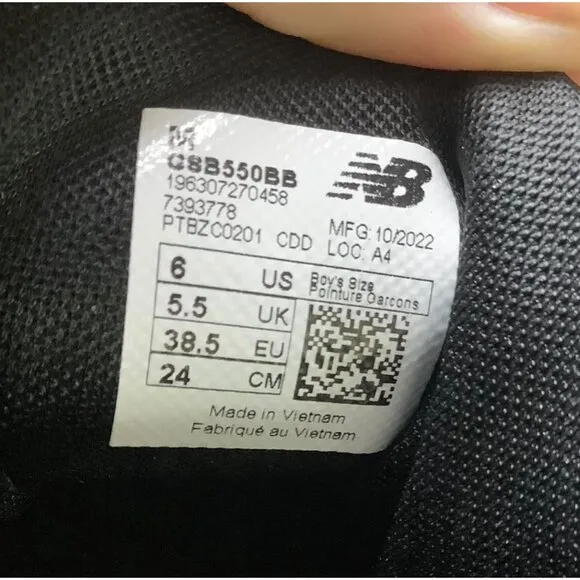 M
GSB550BB
196307270458
7393778
PTBZC0201 CDD
NB
MFG: 10/2022
LOC: A4
6 US
Boy's Size
Pointure Garcons
5.5 UK
38.5 EU
24 CM
Made in Vietnam
Fabriqué au Vietnam